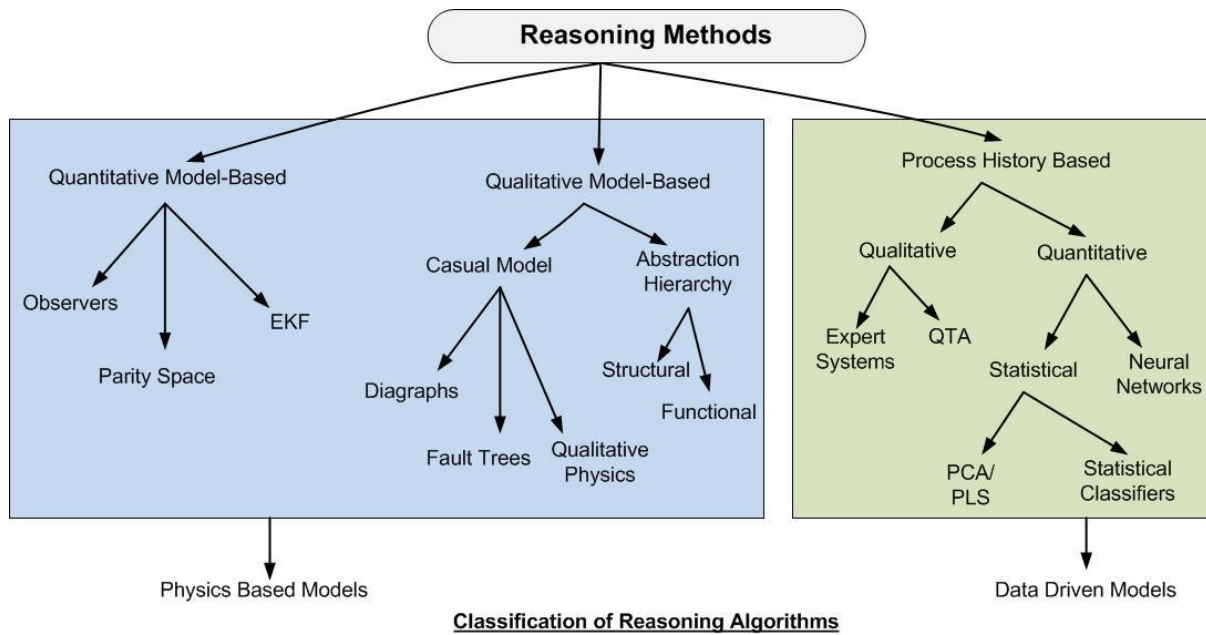 Reasoning Methods
Quantitative Model-Based
Observers
Parity Space
EKF
Qualitative Model-Based
Casual Model
Diagraphs
Fault Trees
Qualitative
Physics
Abstraction
Hierarchy
Structural
Functional
Process History Based
Qualitative
Expert
Systems
QTA
Quantitative
Statistical
Neural
Networks
PCA/
PLS
Statistical
Classifiers
Physics Based Models
Data Driven Models
Classification of Reasoning Algorithms